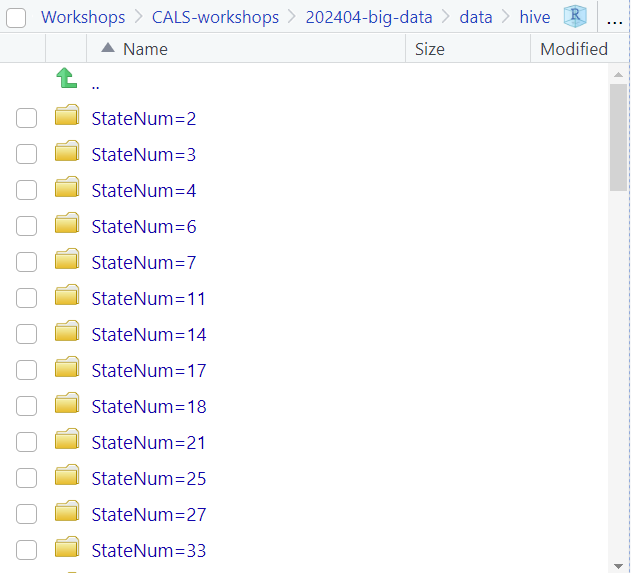 Workshops CALS-workshops 202404-big-data data hive R ...
Name Size Modified
..
StateNum=2
StateNum=3
StateNum=4
StateNum=6
StateNum=7
StateNum=11
StateNum=14
StateNum=17
StateNum=18
StateNum=21
StateNum=25
StateNum=27
StateNum=33